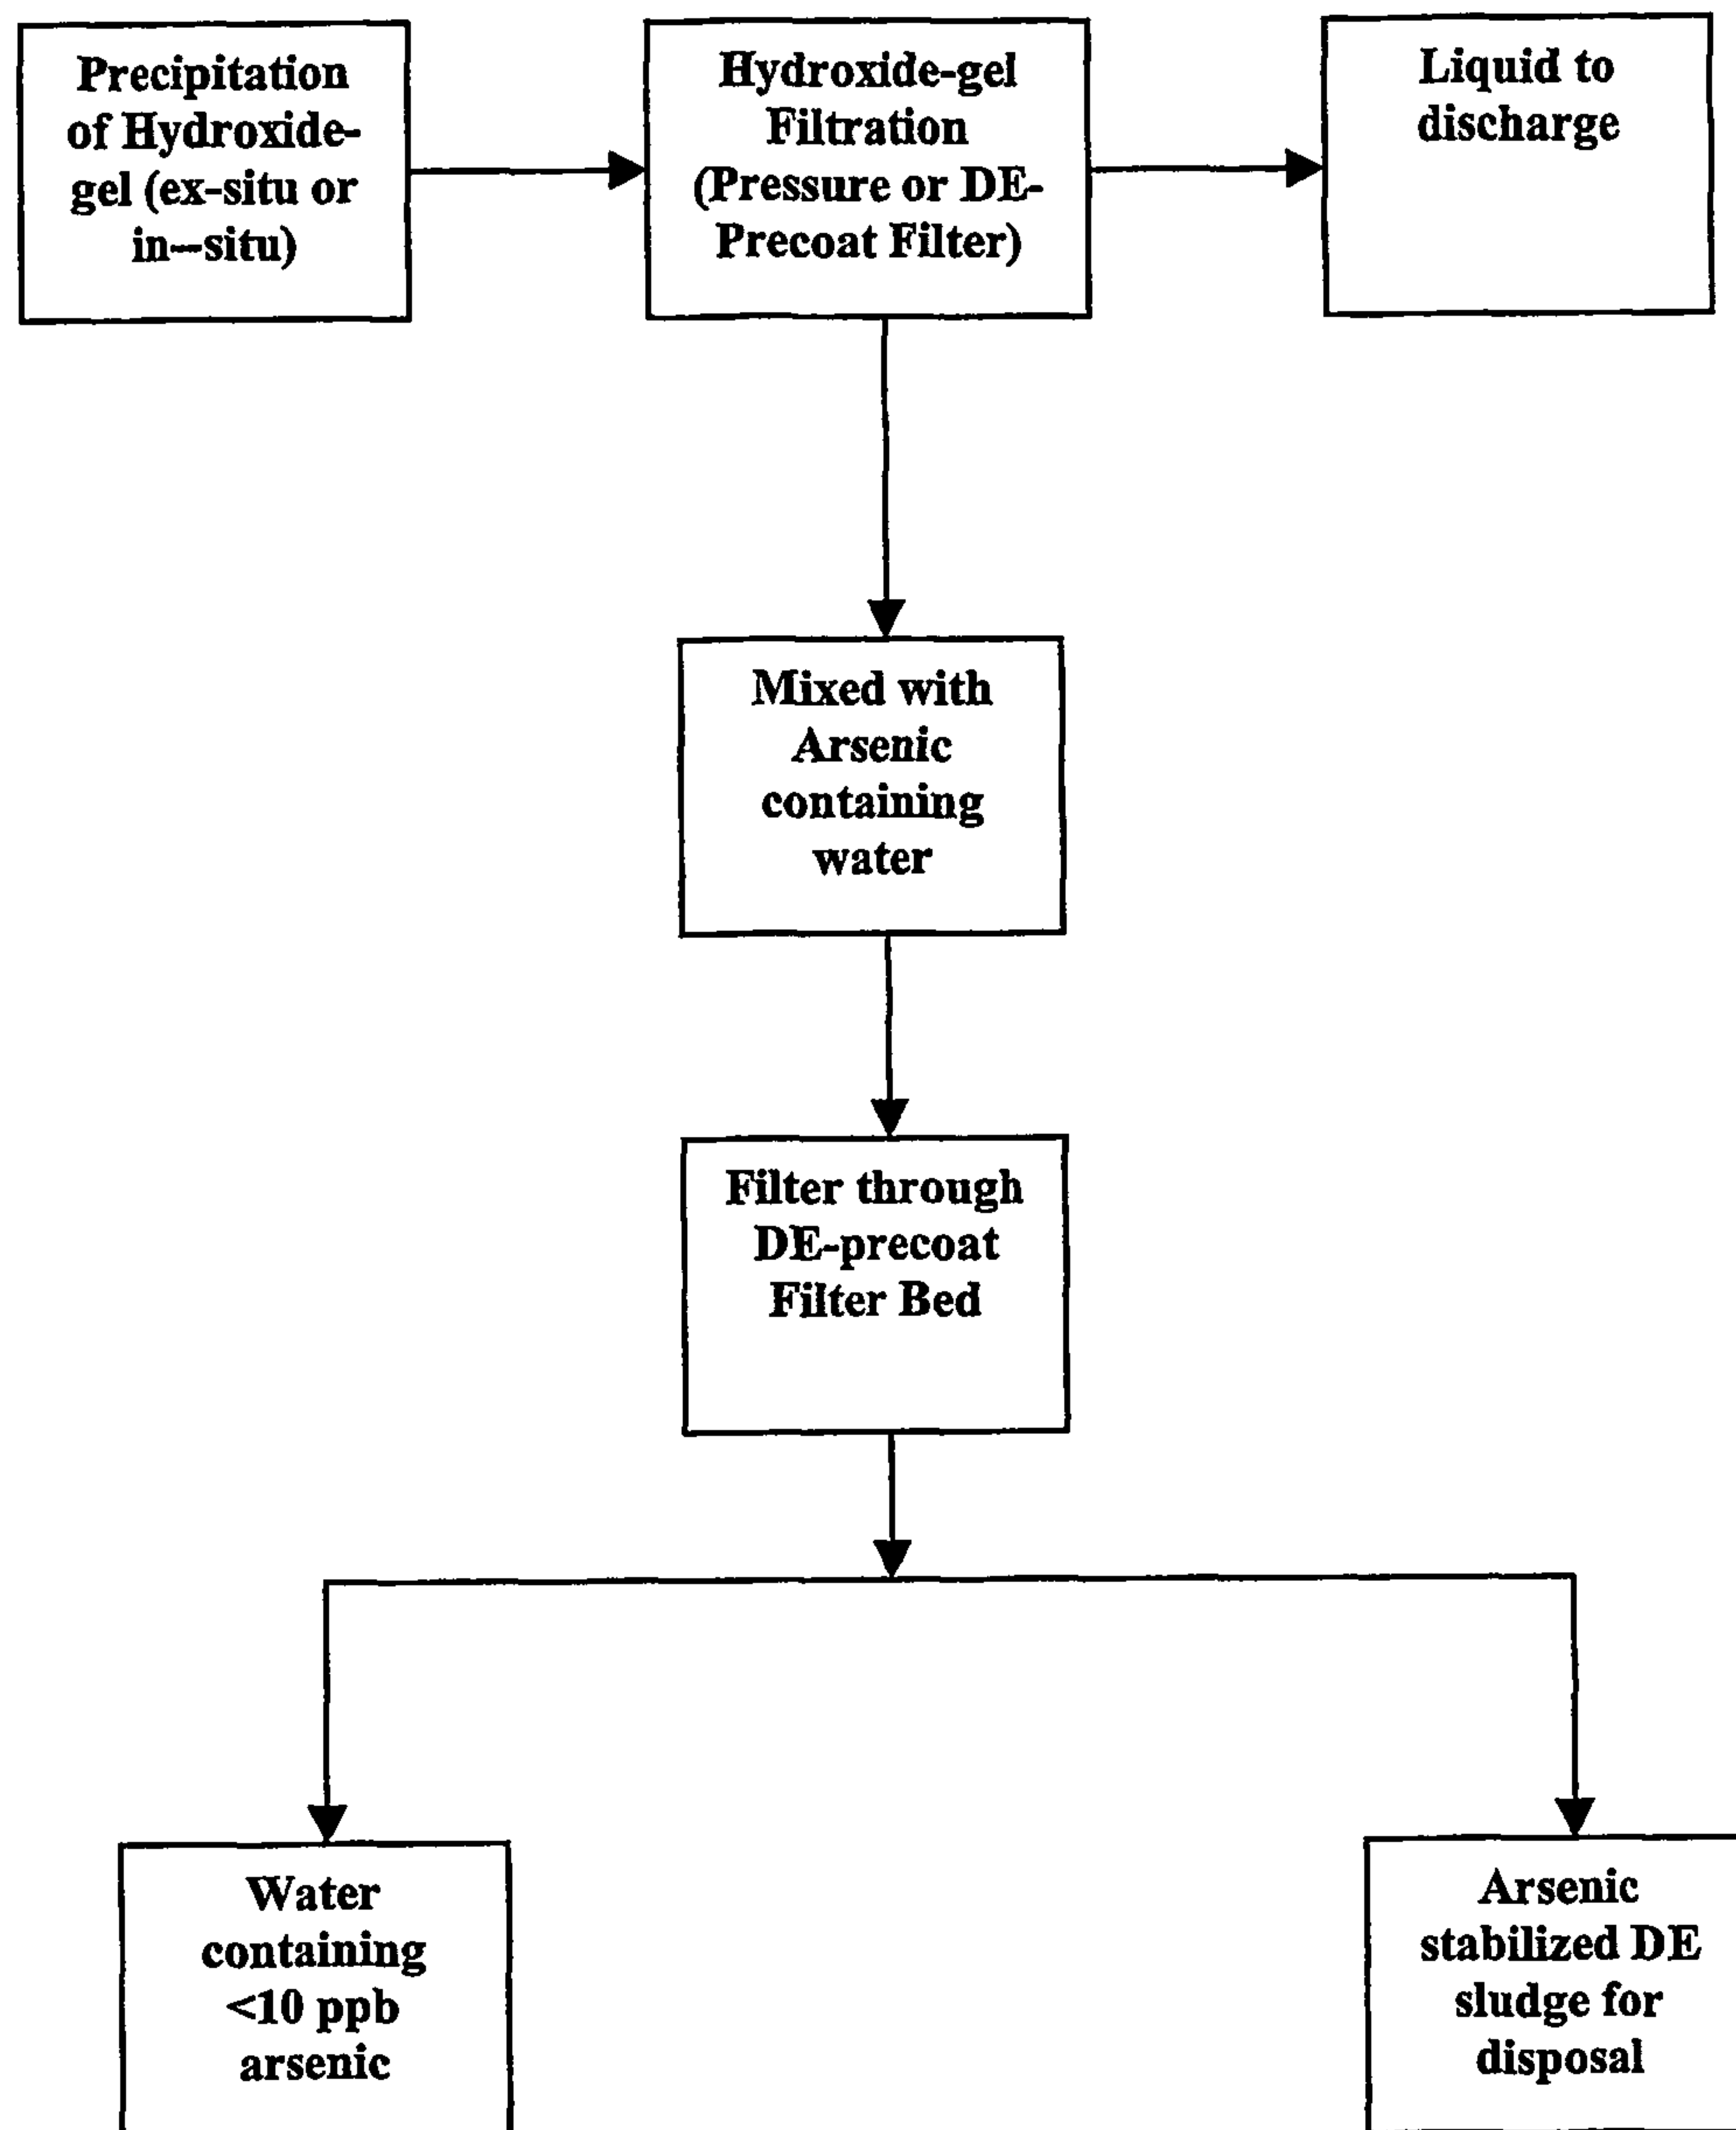 Precipitation
of Hydroxide-
gel (ex-situ or
in--situ)
Hydroxide-gel
Filtration
(Pressure or DE-
Precoat Filter)
Liquid to
discharge
Mixed with
Arsenic
containing
water
Filter through
DE-precoat
Filter Bed
Water
containing
<10 ppb
arsenic
Arsenic
stabilized DE
sludge for
disposal